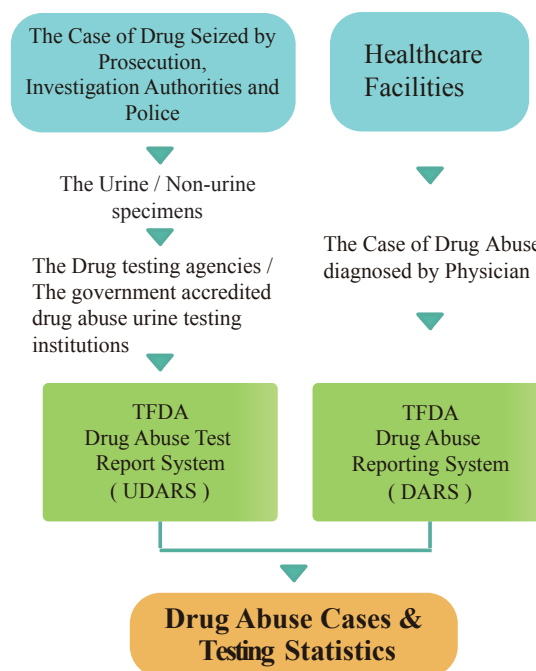 The Case of Drug Seized by
Prosecution,
Investigation Authorities and
Police
The Urine / Non-urine
specimens
The Drug testing agencies /
The government accredited
drug abuse urine testing
institutions
TFDA
Drug Abuse Test
Report System
( UDARS )
Healthcare
Facilities
The Case of Drug Abuse
diagnosed by Physician
TFDA
Drug Abuse
Reporting System
( DARS )
Drug Abuse Cases &
Testing Statistics